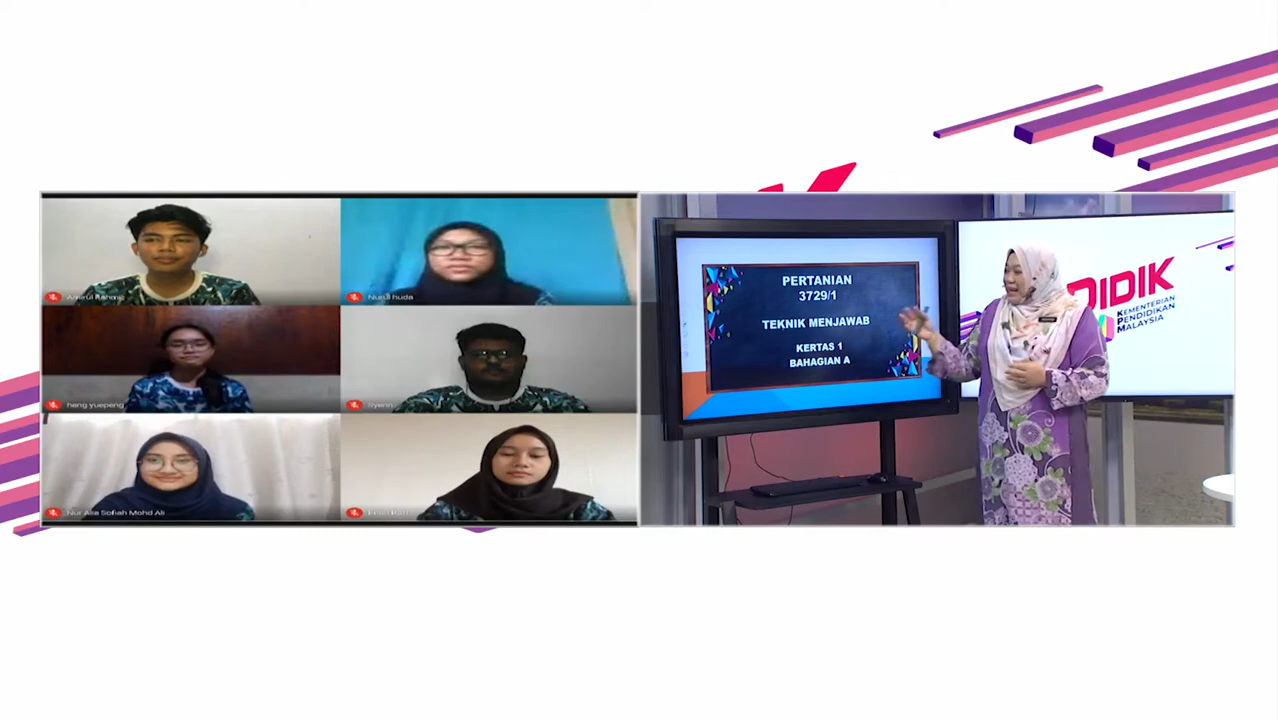 Amirul Rahmie
Nurul huda
heng yuepeng
Nur Alia Sofiah Mohd Ali
PERTANIAN
3729/1
TEKNIK MENJAWAB
KERTAS 1
BAHAGIAN A
DIDIK
KEMENTERIAN
PENDIDIKAN
MALAYSIA